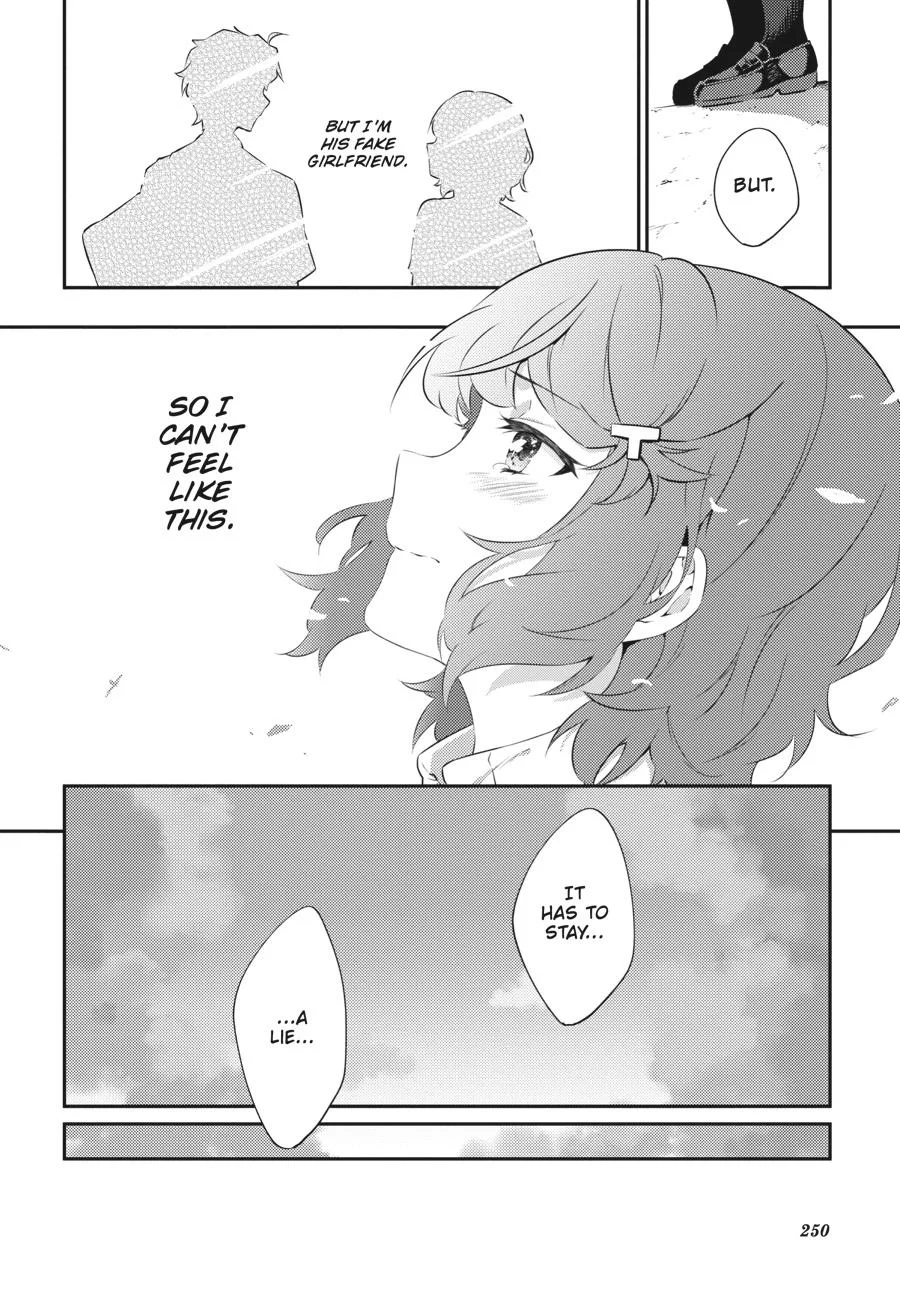 BUT.
BUT I'M
HIS FAKE
GIRLFRIEND.
SO I
CAN'T
FEEL
LIKE
THIS.
IT
HAS TO
STAY...
...A
LIE...
250